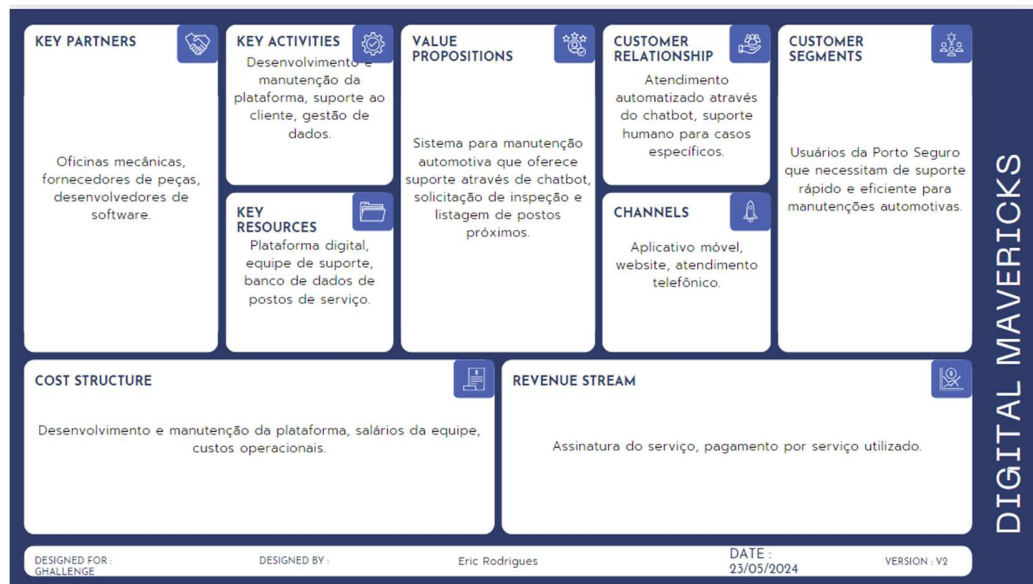 KEY PARTNERS
Oficinas mecânicas,
fornecedores de peças,
desenvolvedores de
software.
KEY ACTIVITIES
Desenvolvimento e
manutenção da
plataforma, suporte ao
cliente, gestão de
dados.
KEY
RESOURCES
Plataforma digital,
equipe de suporte,
banco de dados de
postos de serviço.
VALUE
PROPOSITIONS
Sistema para manutenção
automotiva que oferece
suporte através de chatbot,
solicitação de inspeção e
listagem de postos
próximos.
CUSTOMER
RELATIONSHIP
Atendimento
automatizado através
do chatbot, suporte
humano para casos
específicos.
CHANNELS
Aplicativo móvel,
website, atendimento
telefônico.
CUSTOMER
SEGMENTS
Usuários da Porto Seguro
que necessitam de suporte
rápido e eficiente para
manutenções automotivas.
COST STRUCTURE
Desenvolvimento e manutenção da plataforma, salários da equipe,
custos operacionais.
REVENUE STREAM
Assinatura do serviço, pagamento por serviço utilizado.
DIGITAL MAVERICKS
DESIGNED FOR :
GHALLENGE
DESIGNED BY :
Eric Rodrigues
DATE :
23/05/2024
VERSION : V2